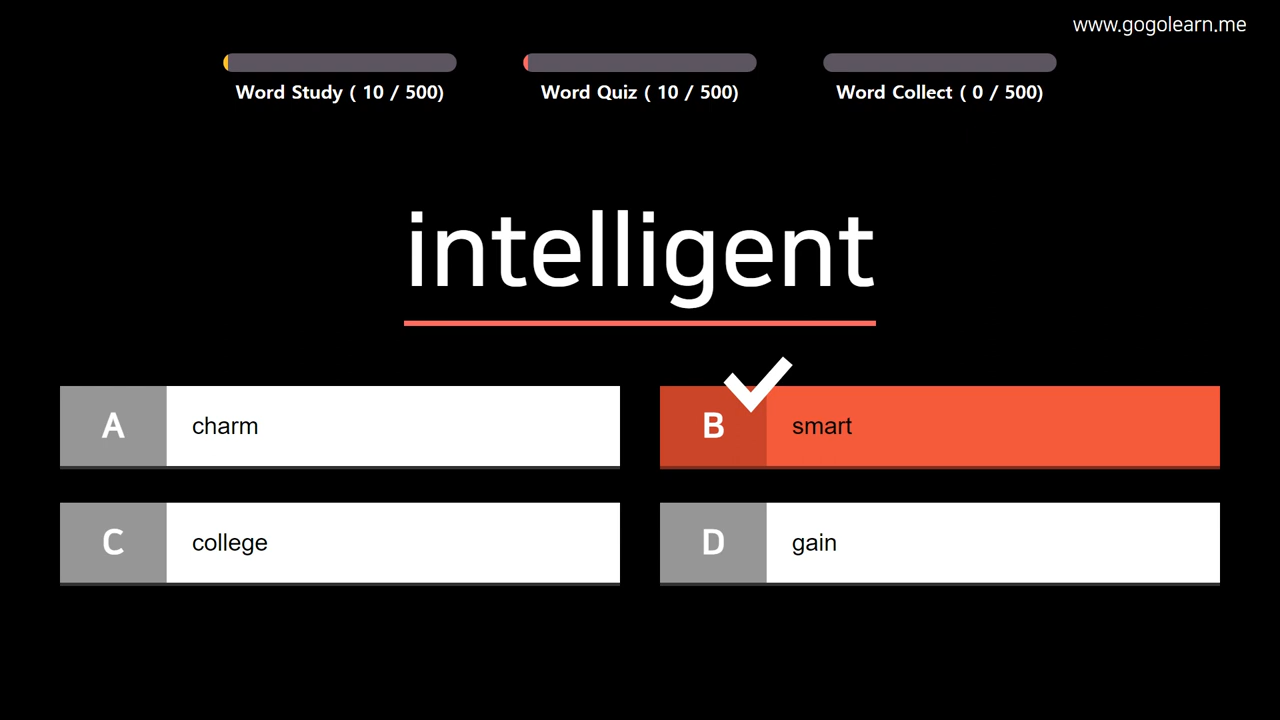 www.gogolearn.me
Word Study ( 10 / 500)
Word Quiz ( 10 / 500)
Word Collect ( 0 / 500)
intelligent
A charm
B smart
C college
D gain